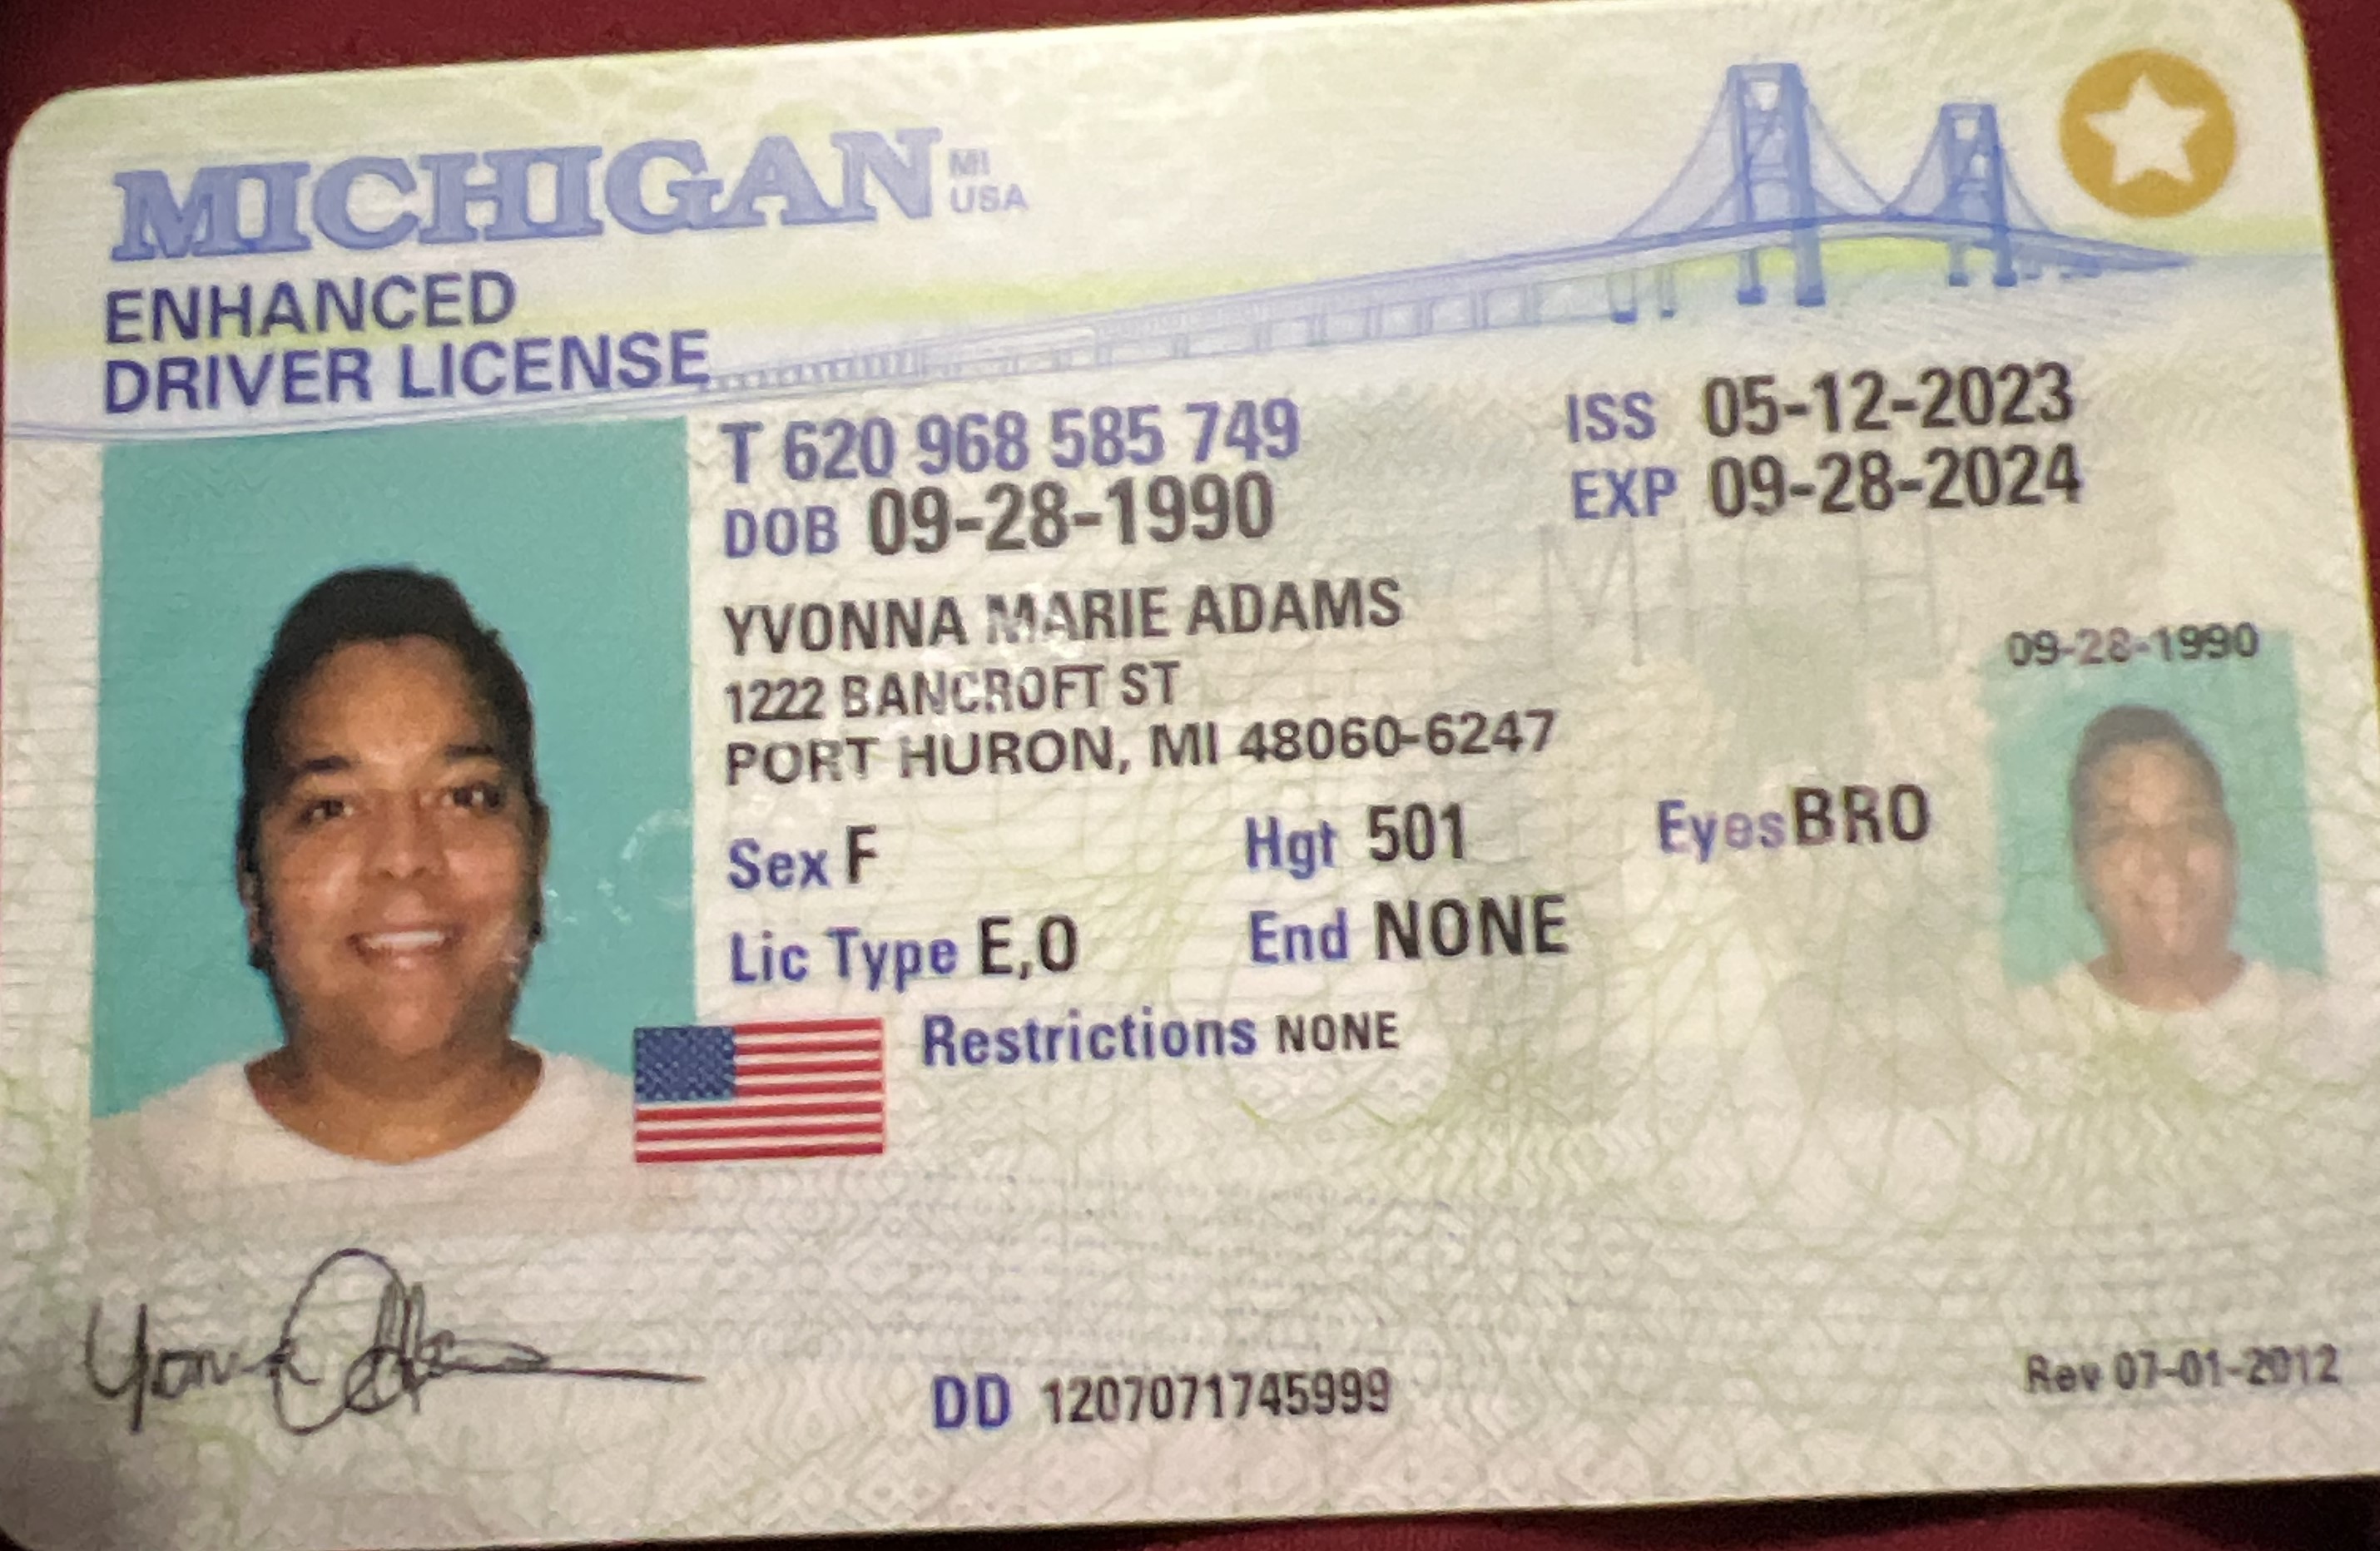 MICHIGAN MI USA
ENHANCED
DRIVER LICENSE
T 620 968 585 749
ISS 05-12-2023
DOB 09-28-1990
EXP 09-28-2024
YVONNA MARIE ADAMS
1222 BANCROFT ST
PORT HURON, MI 48060-6247
09-28-1990
Sex F Hgt 501 Eyes BRO
Lic Type E,O End NONE
Restrictions NONE
DD 1207071745999
Rev 07-01-2012